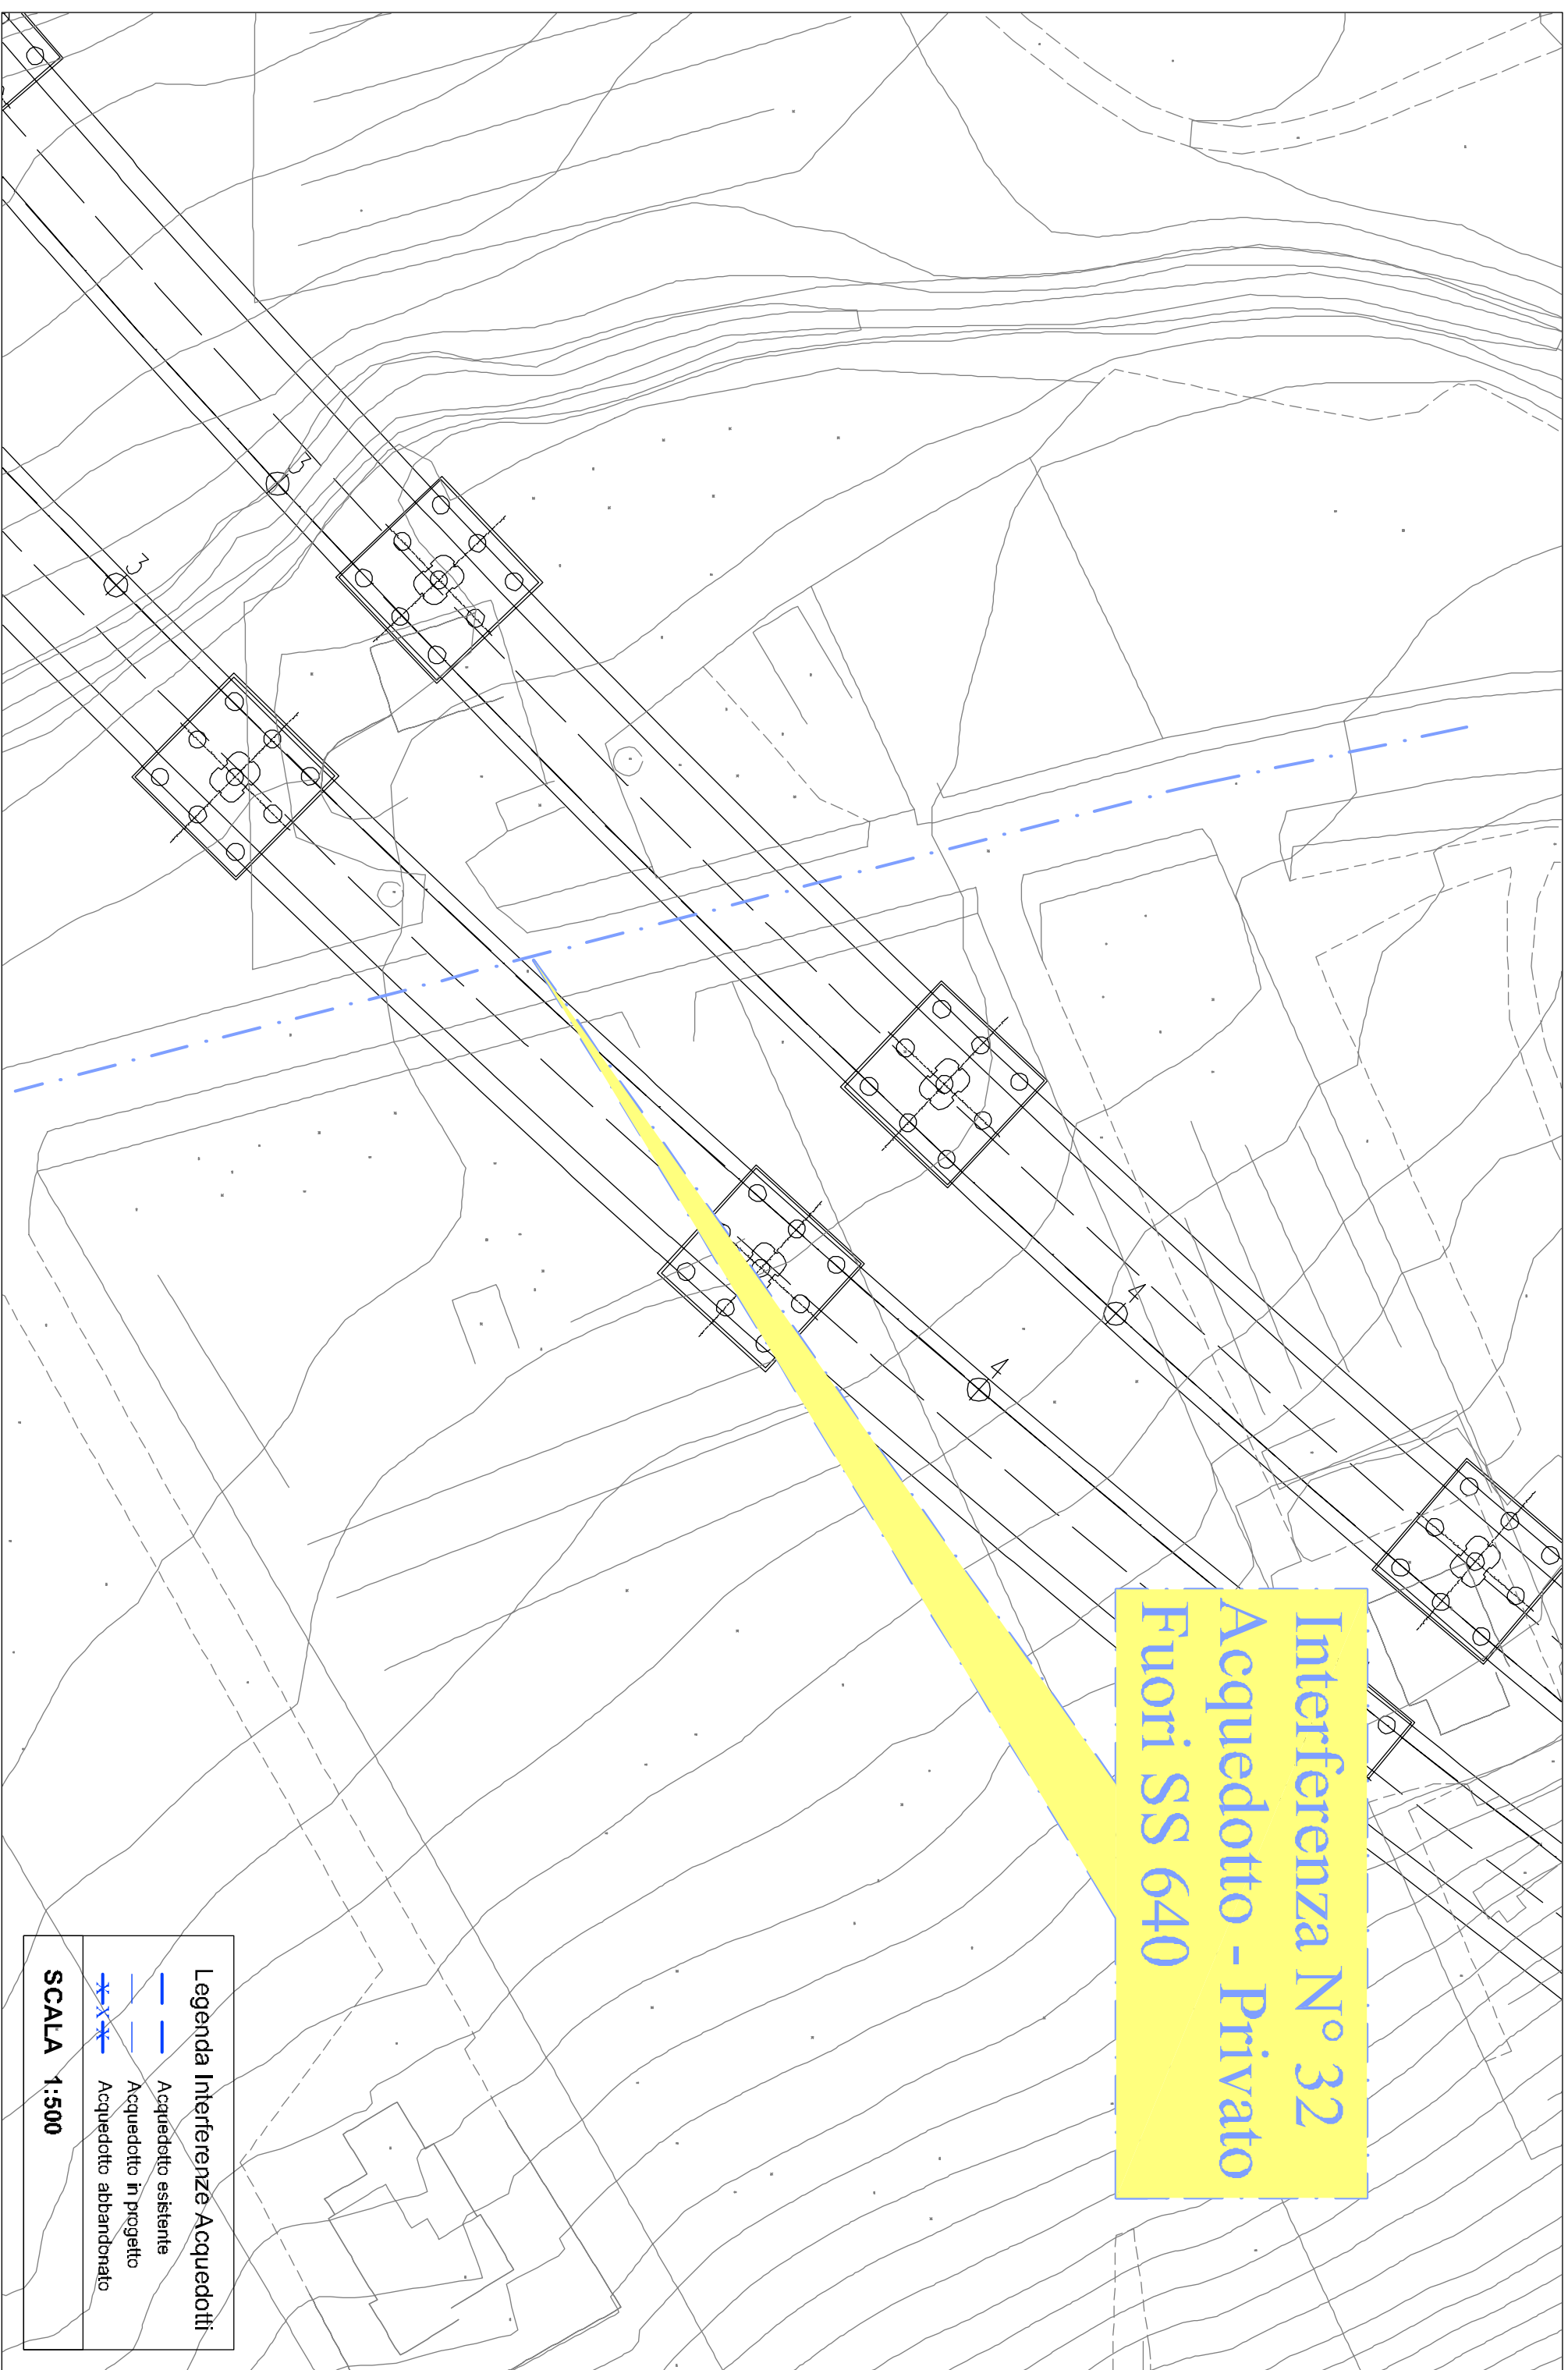 3
3
4
4
Interferenza N° 32
Acquedotto - Privato
Fuori SS 640
Legenda Interferenze Acquedotti
Acquedotto esistente
Acquedotto in progetto
x x x Acquedotto abbandonato
SCALA 1:500